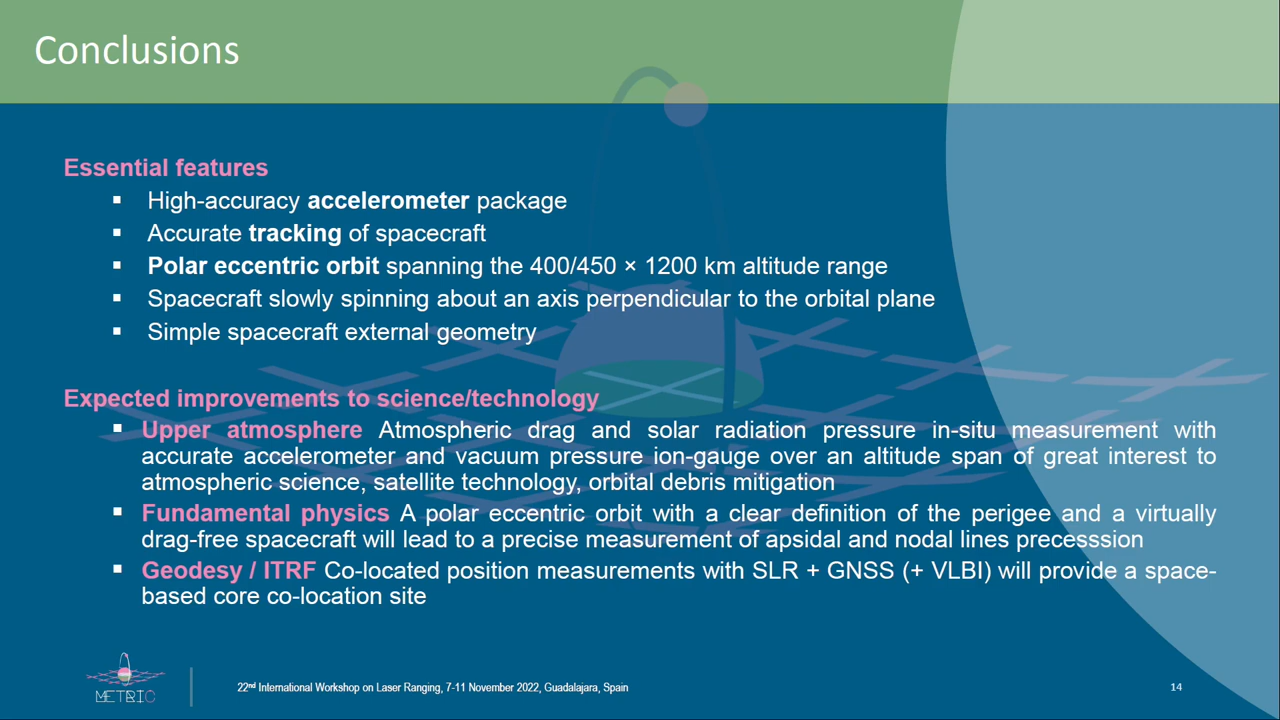 Conclusions
Essential features
▪ High-accuracy accelerometer package
▪ Accurate tracking of spacecraft
▪ Polar eccentric orbit spanning the 400/450 × 1200 km altitude range
▪ Spacecraft slowly spinning about an axis perpendicular to the orbital plane
▪ Simple spacecraft external geometry
Expected improvements to science/technology
▪ Upper atmosphere Atmospheric drag and solar radiation pressure in-situ measurement with
accurate accelerometer and vacuum pressure ion-gauge over an altitude span of great interest to
atmospheric science, satellite technology, orbital debris mitigation
▪ Fundamental physics A polar eccentric orbit with a clear definition of the perigee and a virtually
drag-free spacecraft will lead to a precise measurement of apsidal and nodal lines precesssion
▪ Geodesy / ITRF Co-located position measurements with SLR + GNSS (+ VLBI) will provide a space-
based core co-location site
METRIC
22nd International Workshop on Laser Ranging, 7-11 November 2022, Guadalajara, Spain
14